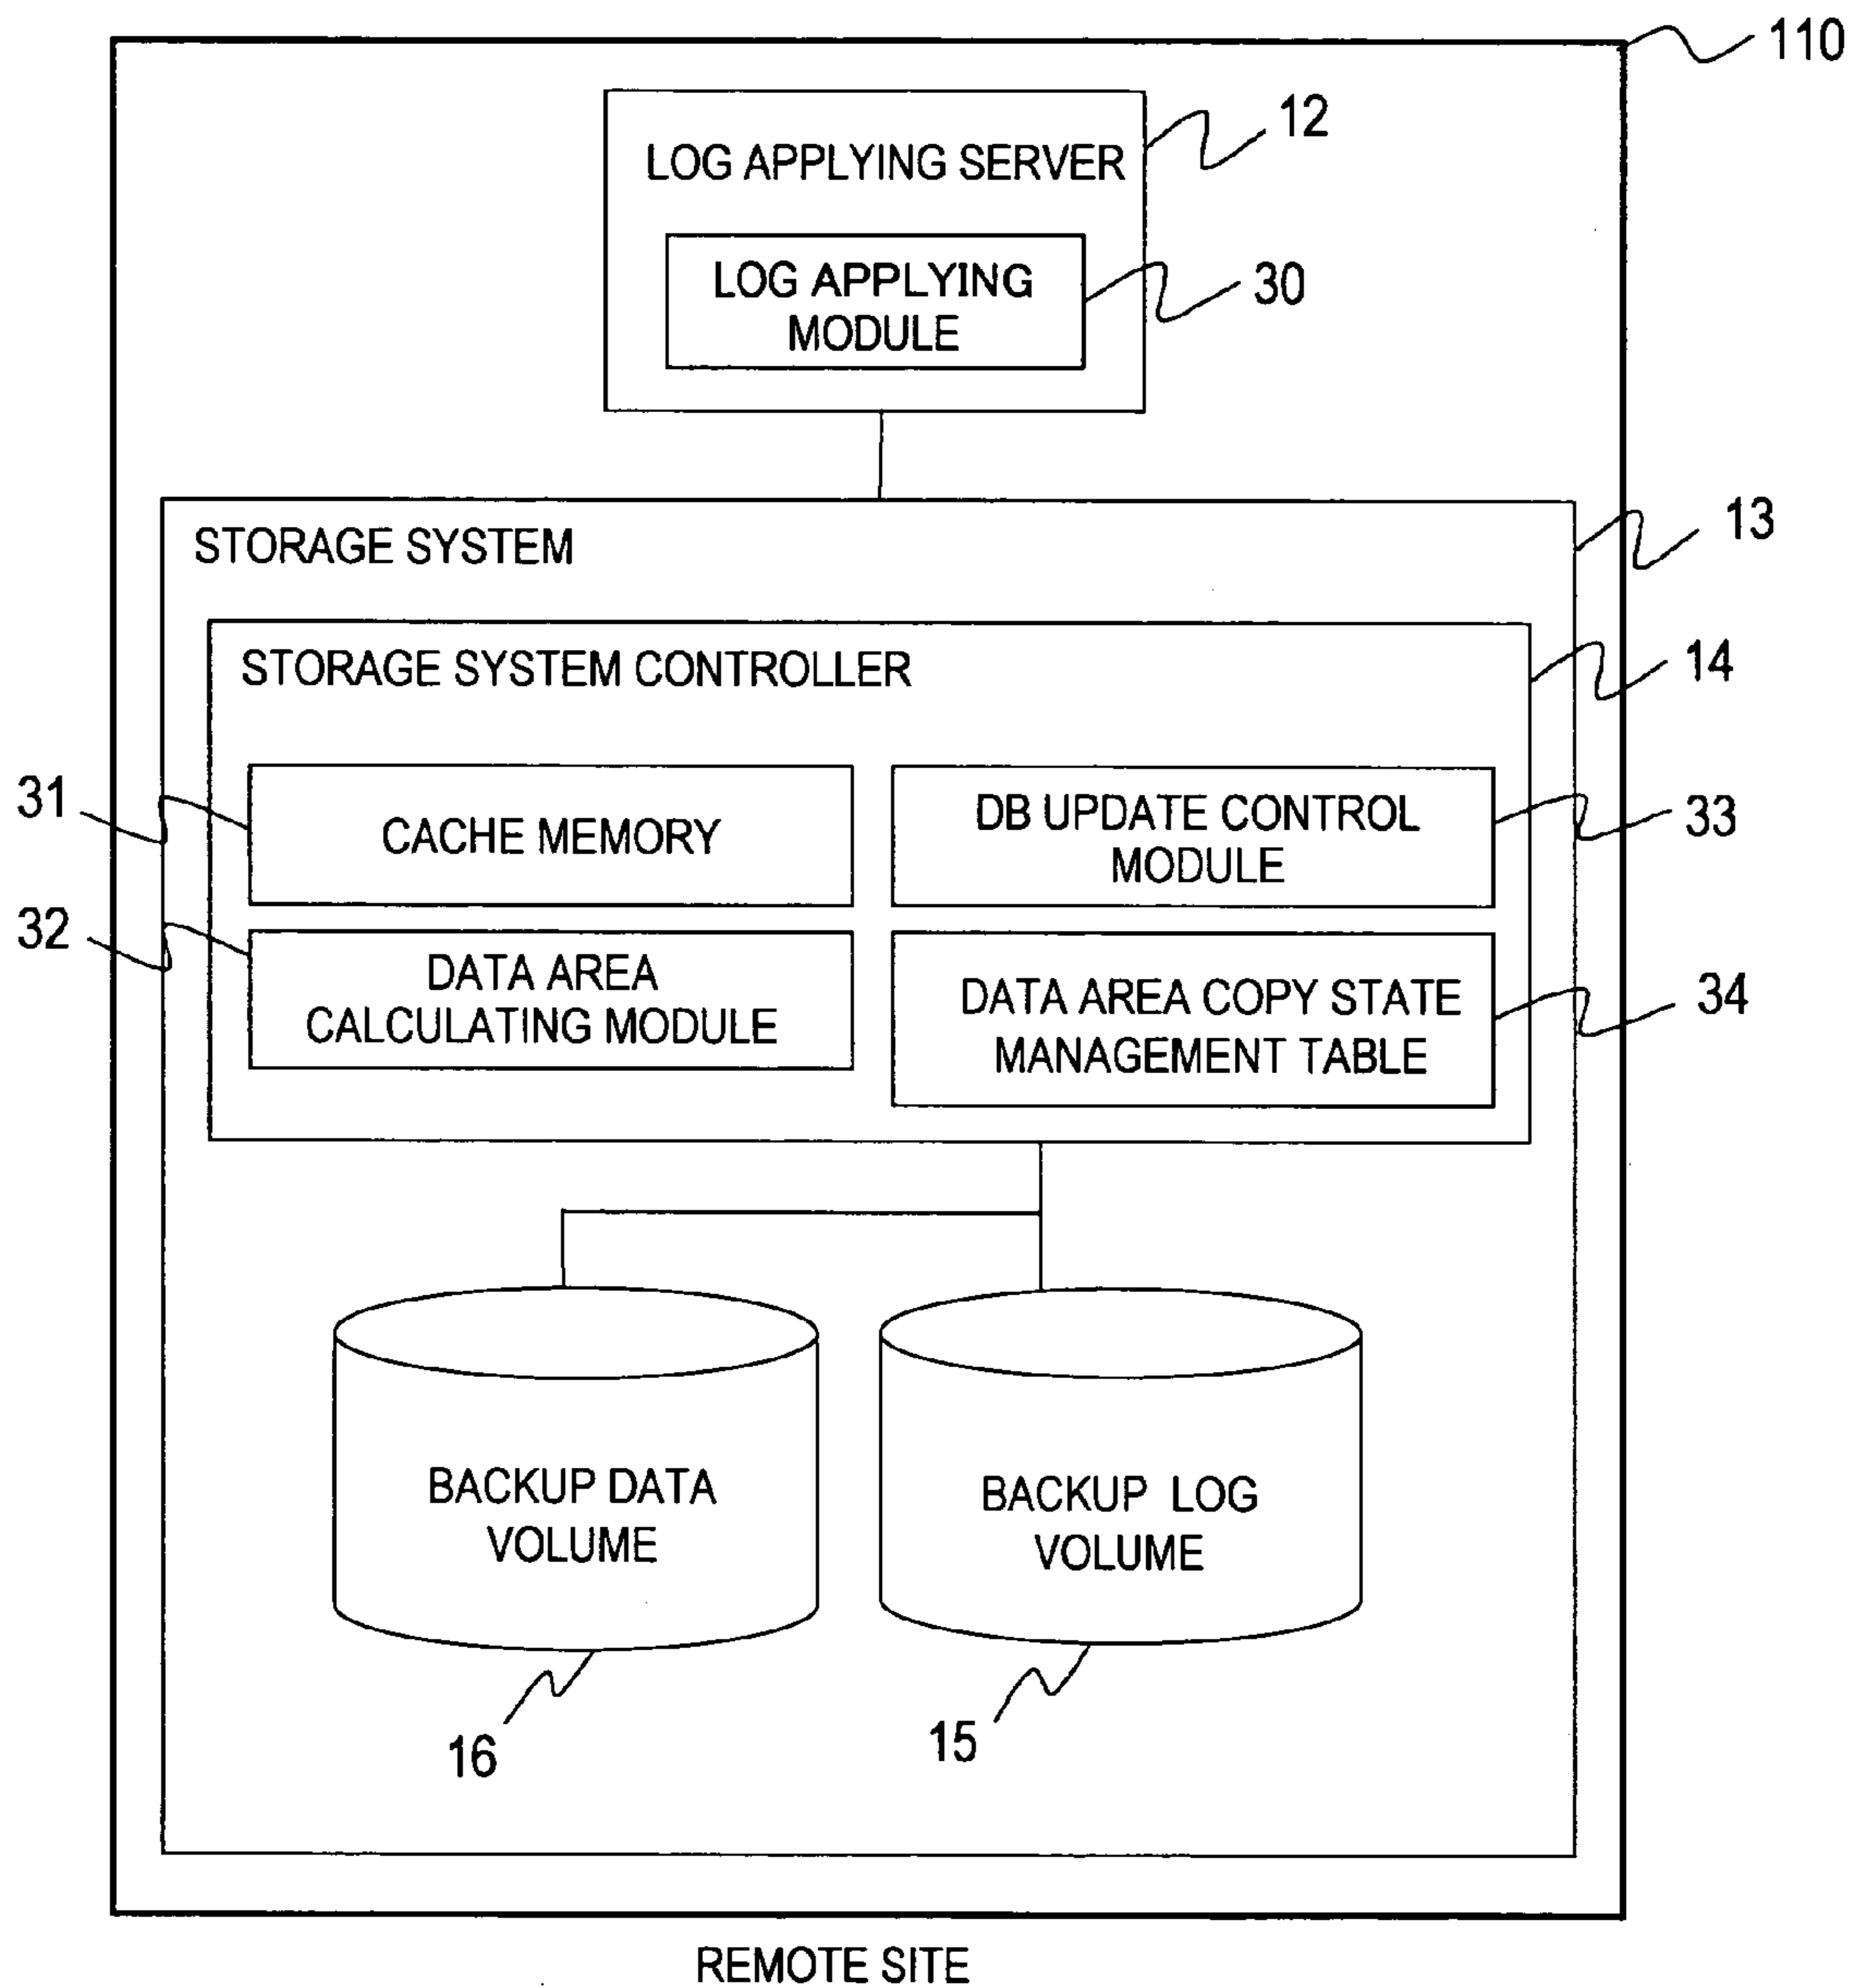 110
LOG APPLYING SERVER
12
LOG APPLYING
MODULE
30
STORAGE SYSTEM
13
STORAGE SYSTEM CONTROLLER
14
31
CACHE MEMORY
DB UPDATE CONTROL
MODULE
33
32
DATA AREA
CALCULATING MODULE
DATA AREA COPY STATE
MANAGEMENT TABLE
34
BACKUP DATA
VOLUME
BACKUP LOG
VOLUME
16
15
REMOTE SITE